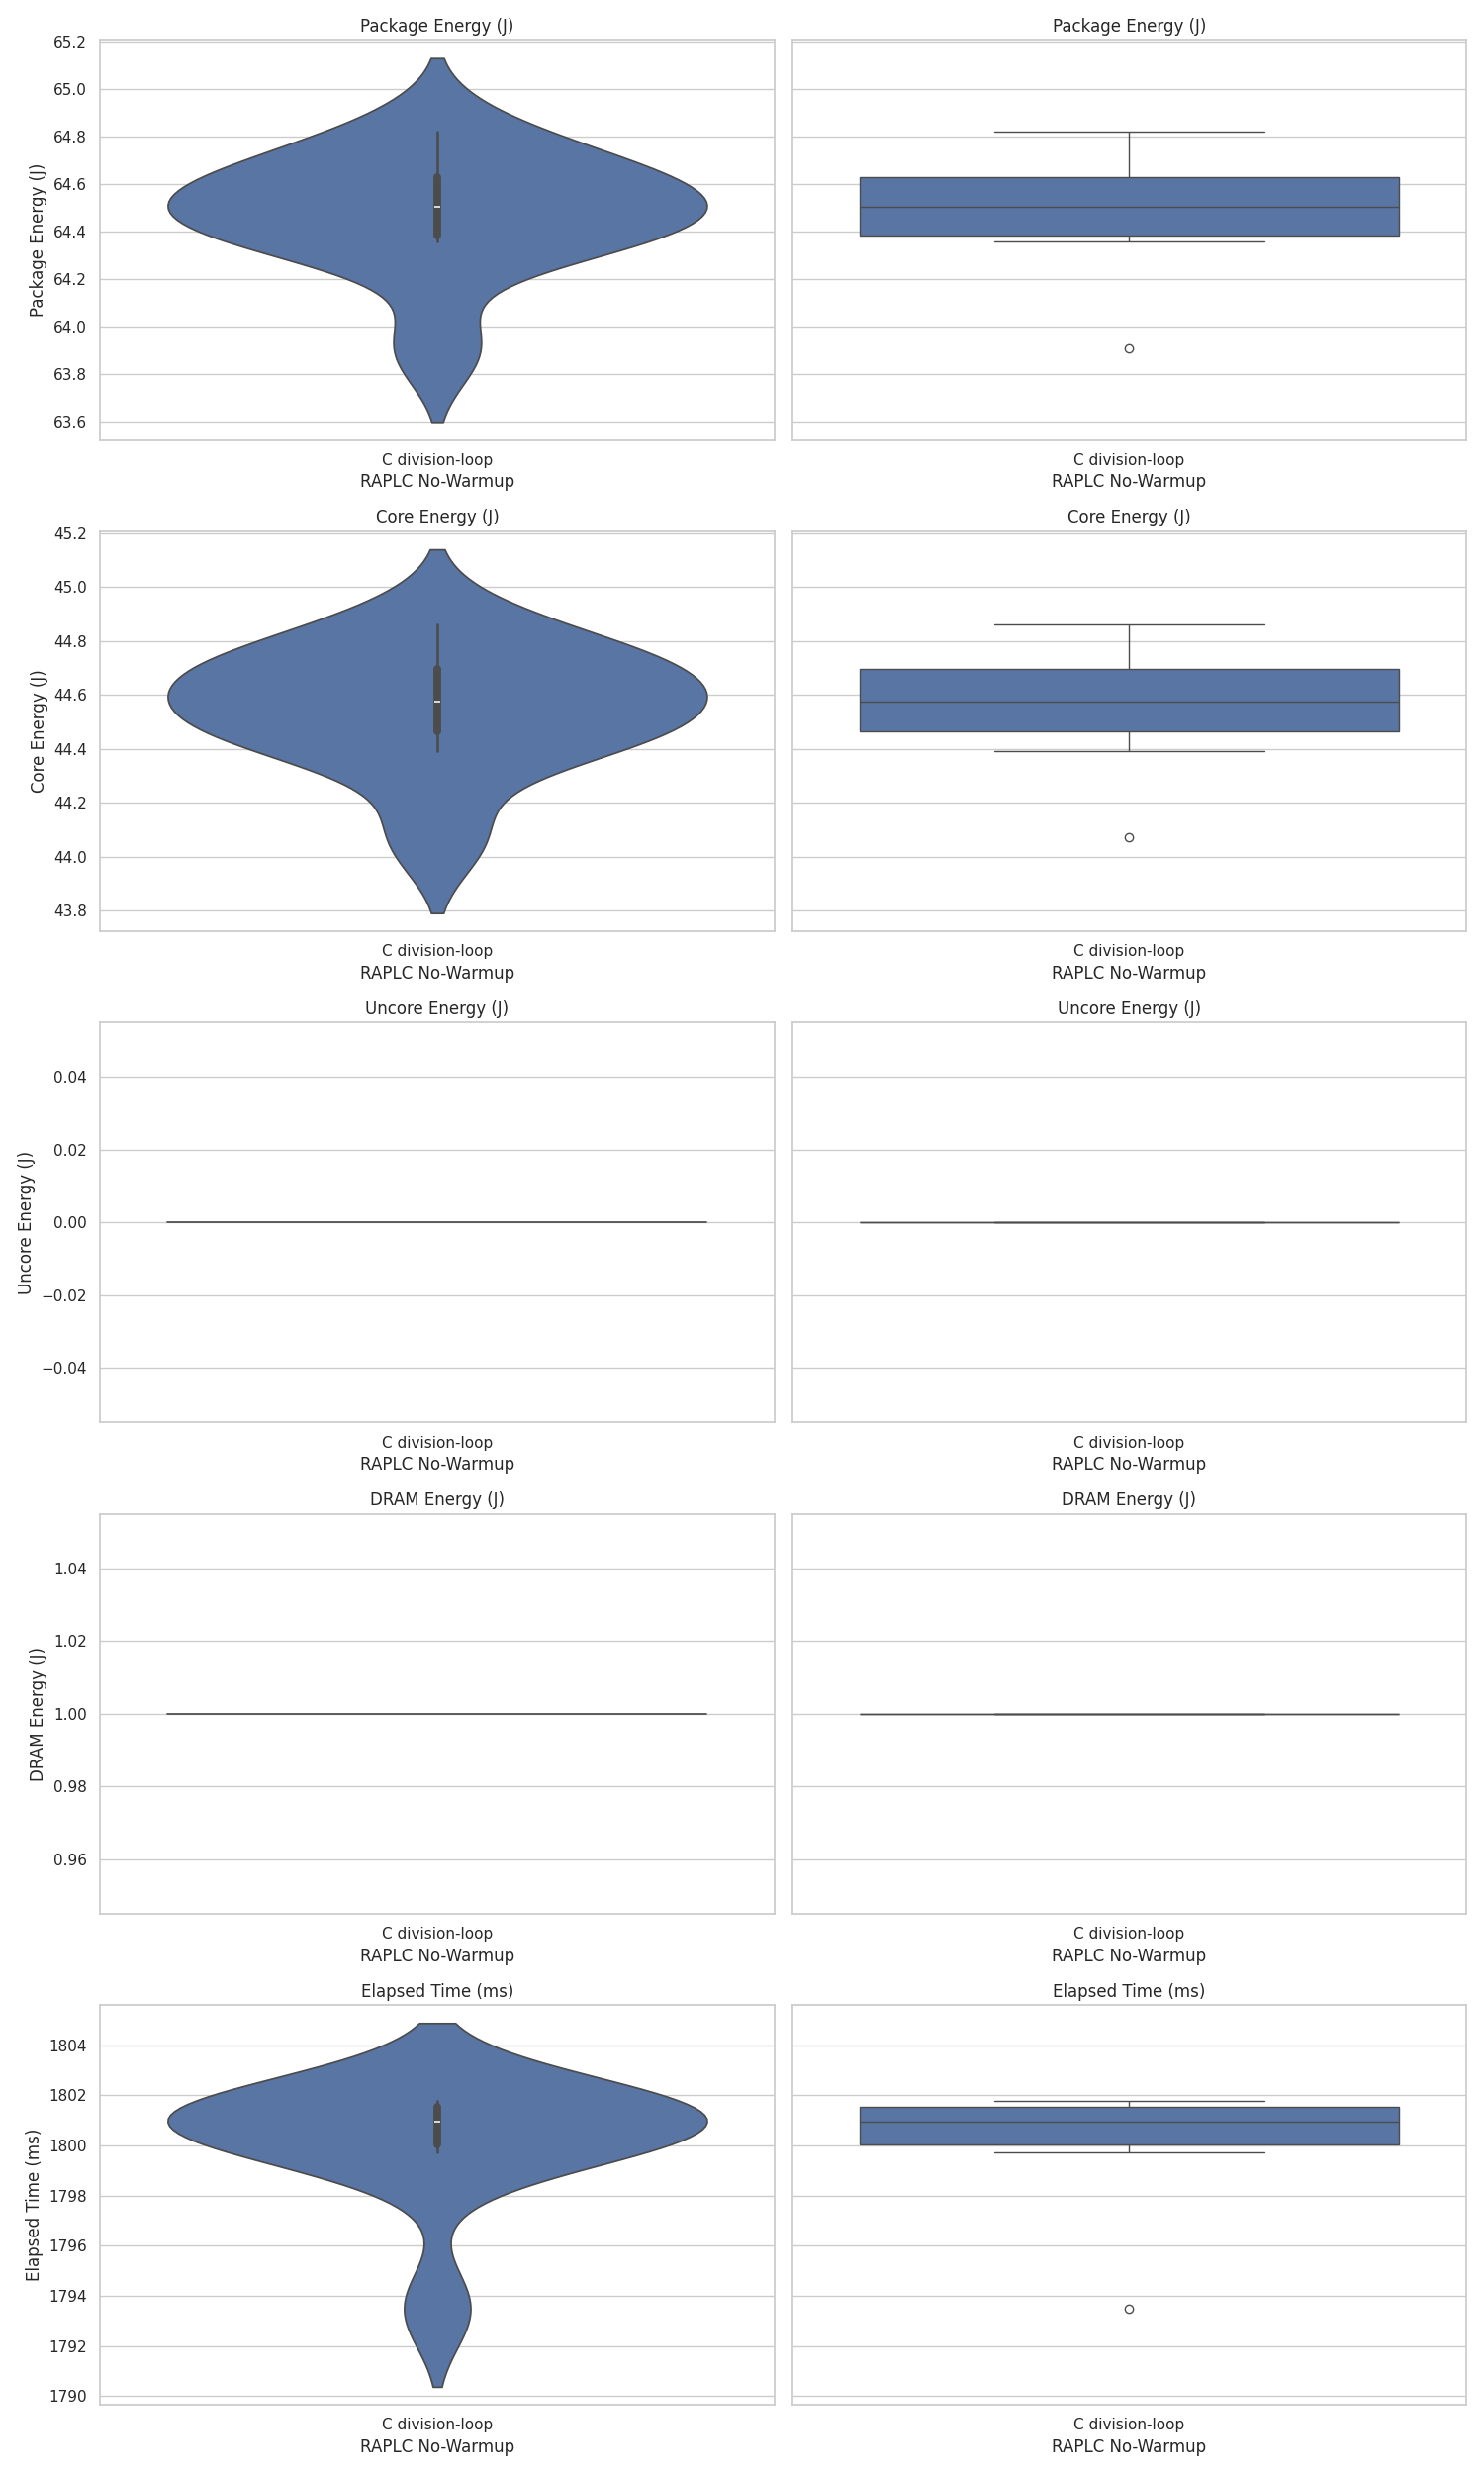 Package Energy (J)
Package Energy (J)
Package Energy (J)
65.2
65.0
64.8
64.6
64.4
64.2
64.0
63.8
63.6
C division-loop
RAPLC No-Warmup
C division-loop
RAPLC No-Warmup
Core Energy (J)
Core Energy (J)
Core Energy (J)
45.2
45.0
44.8
44.6
44.4
44.2
44.0
43.8
C division-loop
RAPLC No-Warmup
C division-loop
RAPLC No-Warmup
Uncore Energy (J)
Uncore Energy (J)
Uncore Energy (J)
0.04
0.02
0.00
−0.02
−0.04
C division-loop
RAPLC No-Warmup
C division-loop
RAPLC No-Warmup
DRAM Energy (J)
DRAM Energy (J)
DRAM Energy (J)
1.04
1.02
1.00
0.98
0.96
C division-loop
RAPLC No-Warmup
C division-loop
RAPLC No-Warmup
Elapsed Time (ms)
Elapsed Time (ms)
Elapsed Time (ms)
1804
1802
1800
1798
1796
1794
1792
1790
C division-loop
RAPLC No-Warmup
C division-loop
RAPLC No-Warmup